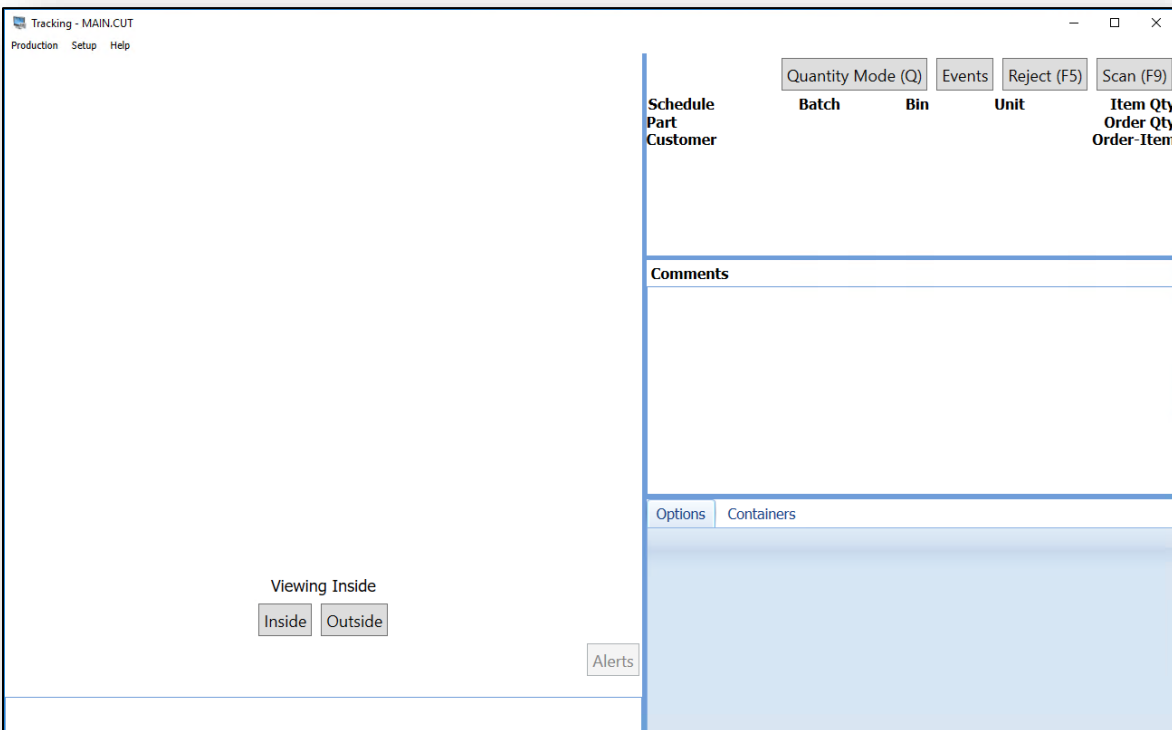 Tracking - MAIN.CUT
Production Setup Help
Quantity Mode (Q) Events Reject (F5) Scan (F9)
Schedule Batch Bin Unit Item Qty
Part Order Qty
Customer Order-Item
Comments
Options Containers
Viewing Inside
Inside Outside
Alerts